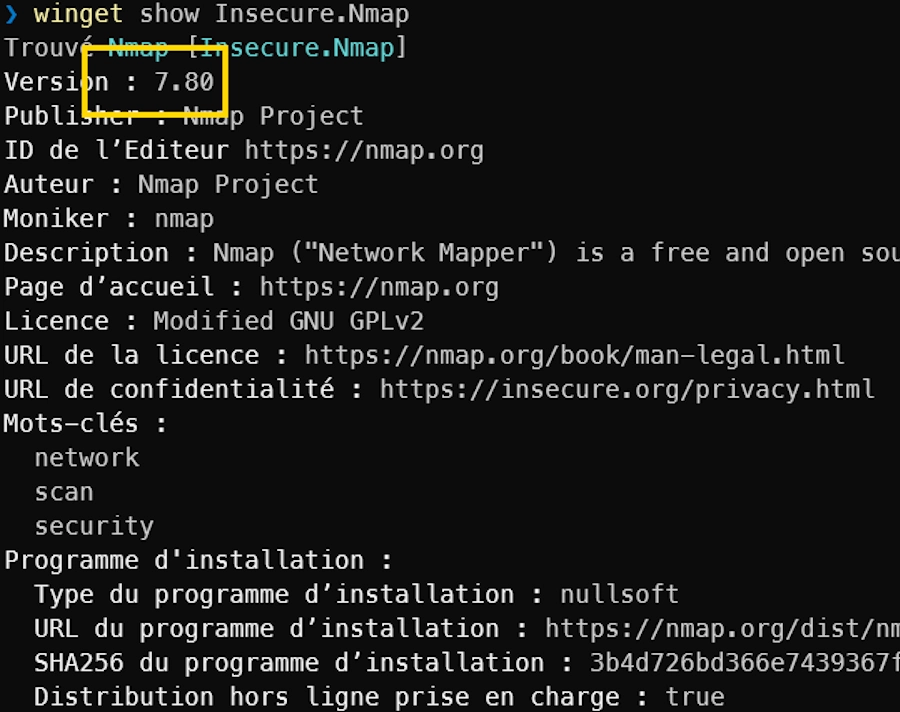 ❯ winget show Insecure.Nmap
Trouvé Nmap [Insecure.Nmap]
Version : 7.80
Publisher : Nmap Project
ID de l’Editeur https://nmap.org
Auteur : Nmap Project
Moniker : nmap
Description : Nmap ("Network Mapper") is a free and open sou
Page d’accueil : https://nmap.org
Licence : Modified GNU GPLv2
URL de la licence : https://nmap.org/book/man-legal.html
URL de confidentialité : https://insecure.org/privacy.html
Mots-clés :
  network
  scan
  security
Programme d'installation :
  Type du programme d’installation : nullsoft
  URL du programme d’installation : https://nmap.org/dist/nm
  SHA256 du programme d’installation : 3b4d726bd366e7439367f
  Distribution hors ligne prise en charge : true